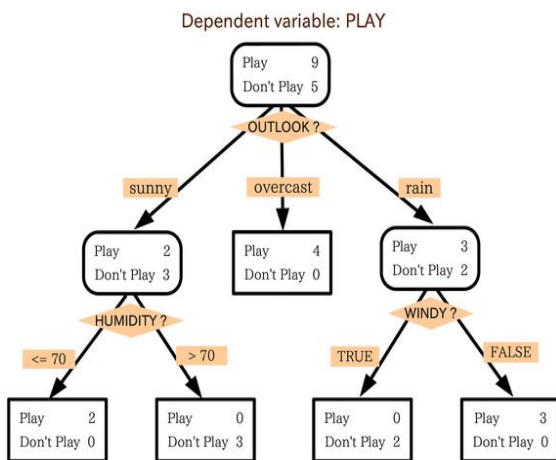 Dependent variable: PLAY
Play 9
Don't Play 5
OUTLOOK ?
sunny
overcast
rain
Play 2
Don't Play 3
Play 4
Don't Play 0
Play 3
Don't Play 2
HUMIDITY ?
WINDY ?
<= 70
> 70
TRUE
FALSE
Play 2
Don't Play 0
Play 0
Don't Play 3
Play 0
Don't Play 2
Play 3
Don't Play 0